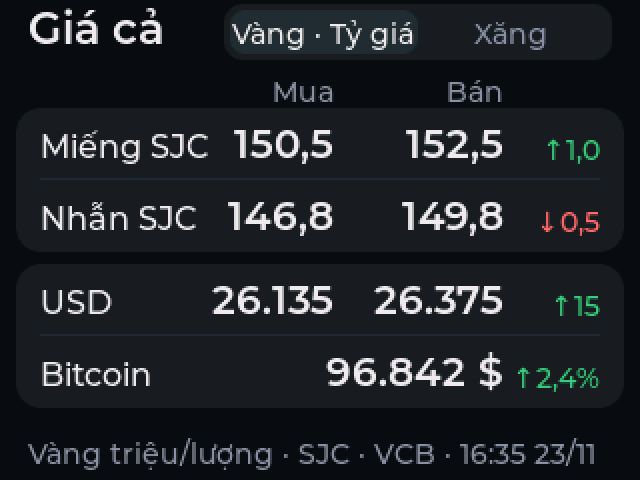 Giá cả Vàng · Tỷ giá Xăng
Mua Bán
Miếng SJC 150,5 152,5 ↑1,0
Nhẫn SJC 146,8 149,8 ↓0,5
USD 26.135 26.375 ↑15
Bitcoin 96.842 $ ↑2,4%
Vàng triệu/lượng · SJC · VCB · 16:35 23/11